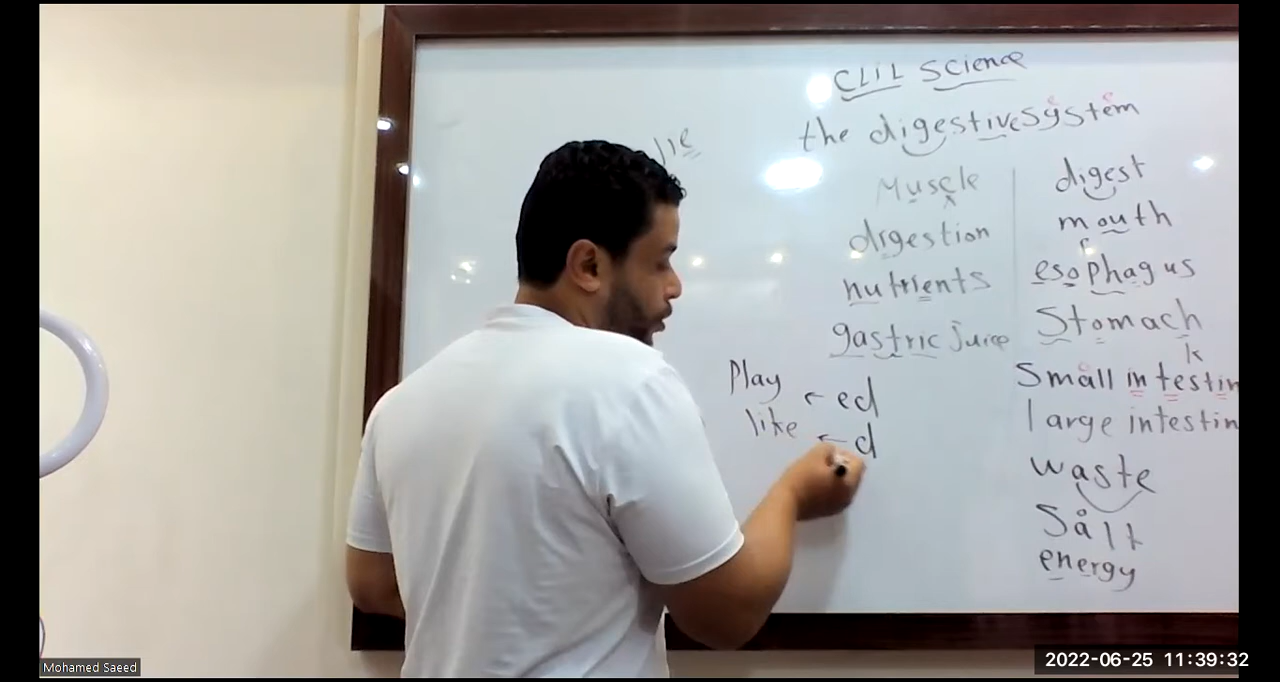 CLIL Science
the digestive system
lie
Muscle
digestion
nutrients
gastric juice
Play
like
ed
d
digest
mouth
esophagus
Stomach
k
Small intestin
large intestin
waste
Salt
energy
Mohamed Saeed
2022-06-25 11:39:32